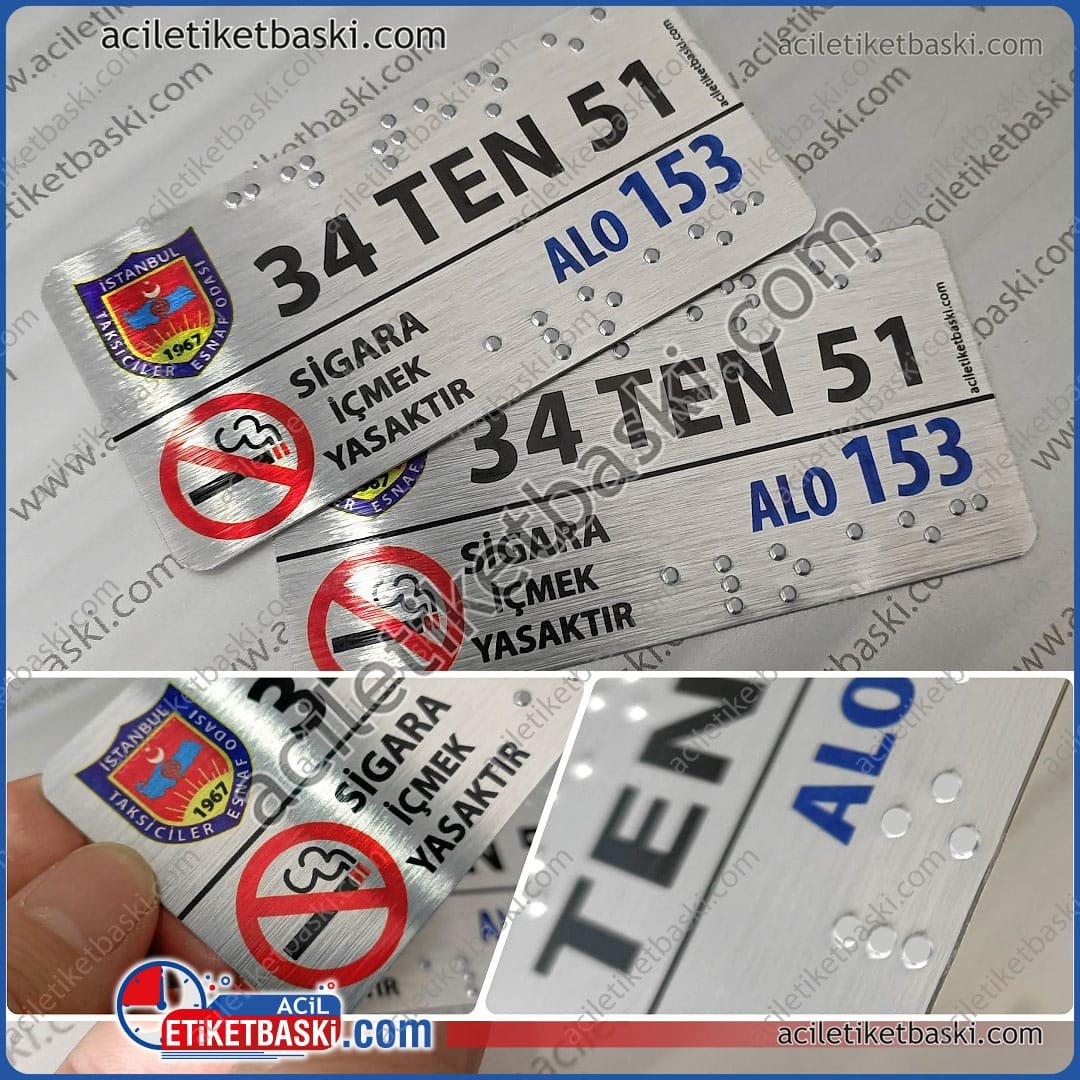 aciletiketbaski.com
aciletiketbaski.com
aciletiketbaski.com
34 TEN 51
ALO 153
İSTANBUL
TAKSİCİLER ESNAF ODASI
1967
SİGARA
İÇMEK
YASAKTIR
aciletiketbaski.com
34 TEN 51
ALO 153
SİGARA
İÇMEK
YASAKTIR
aciletiketbaski.com
İSTANBUL
TAKSİCİLER ESNAF ODASI
1967
SİGARA
İÇMEK
YASAKTIR
TEN
ALO
ACİL
ETİKETBASKI.com
aciletiketbaski.com